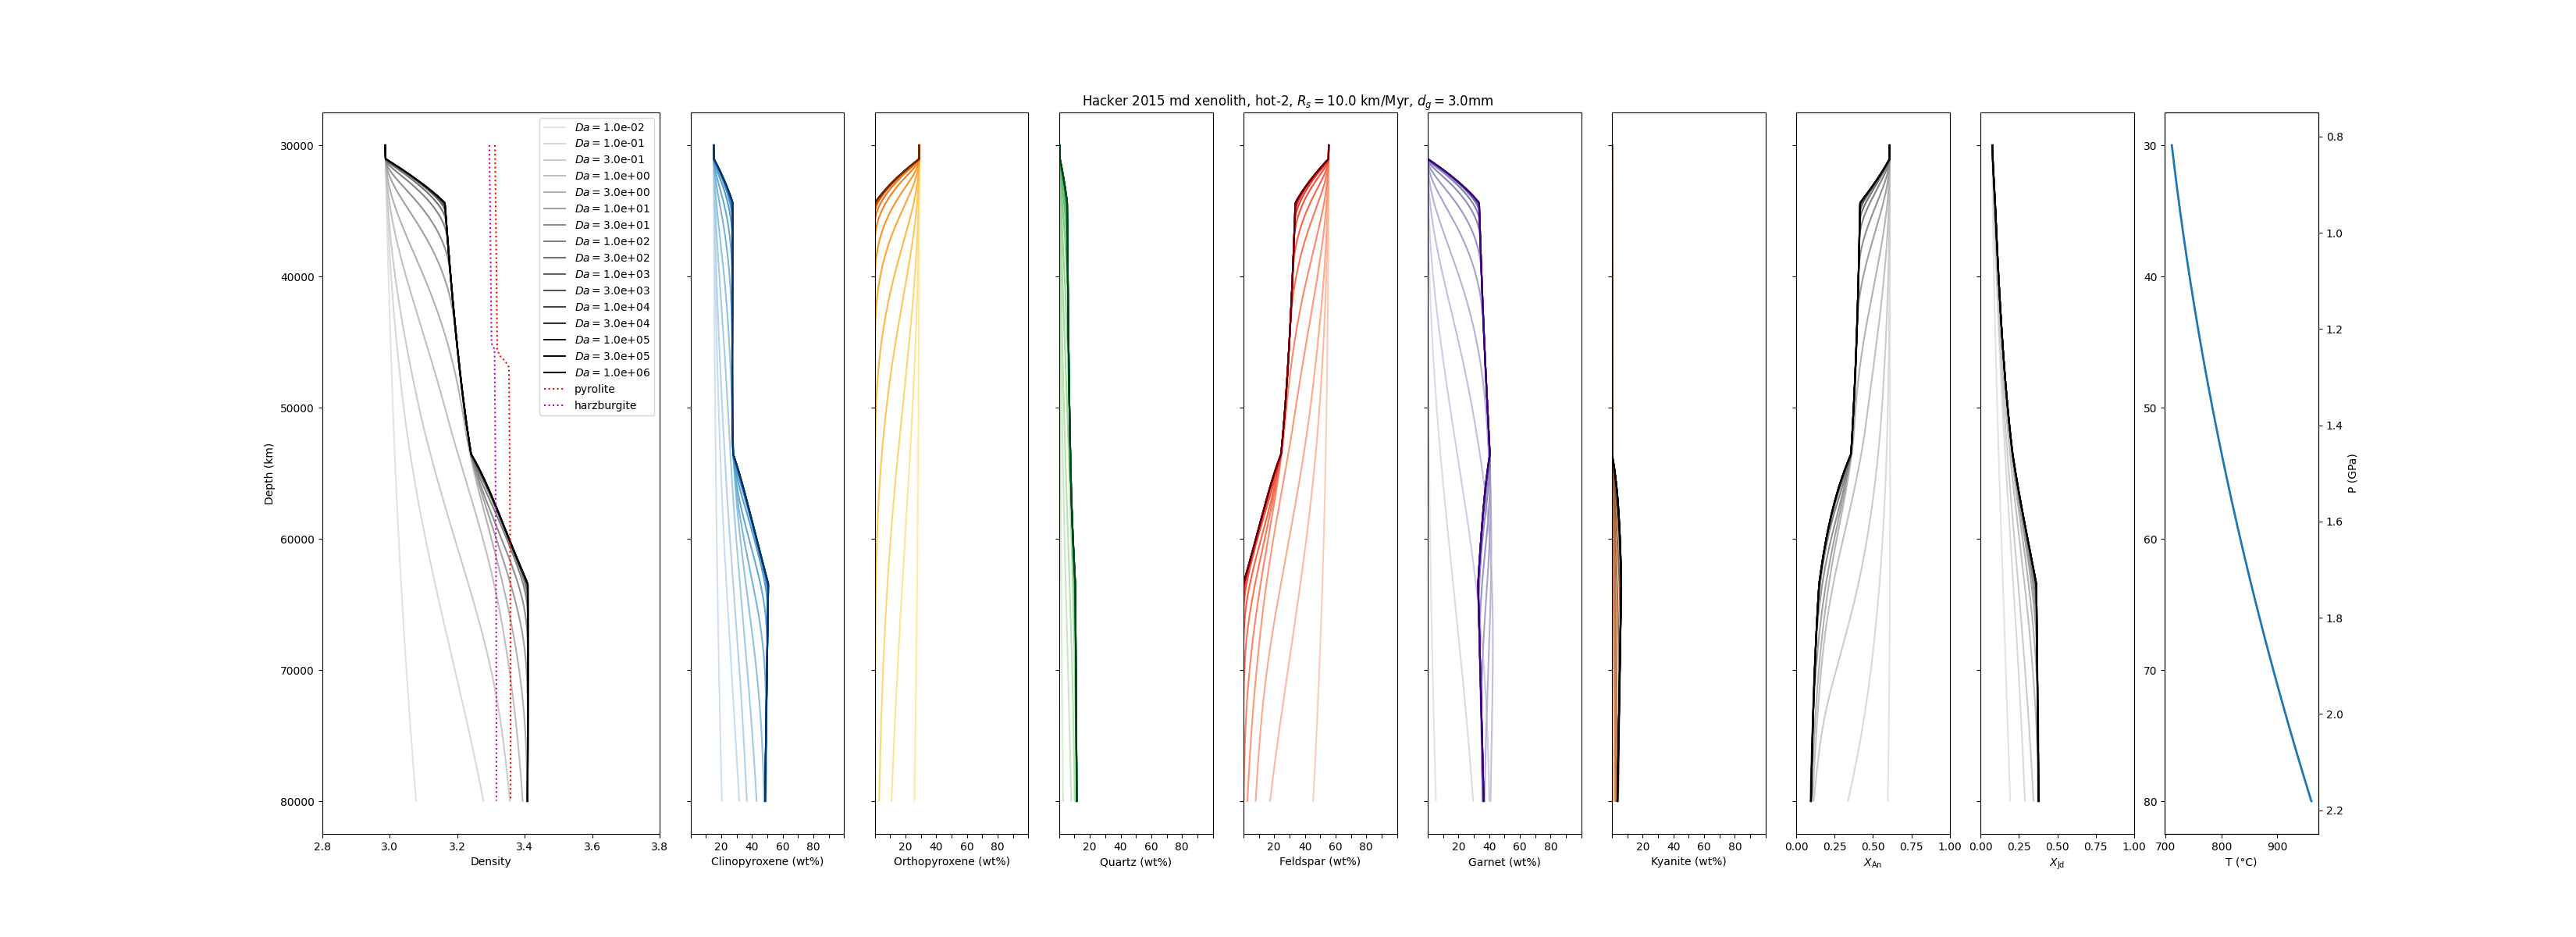 Hacker 2015 md xenolith, hot-2, Rs = 10.0 km/Myr, dg = 3.0mm
Da = 1.0e-02
Da = 1.0e-01
Da = 3.0e-01
Da = 1.0e+00
Da = 3.0e+00
Da = 1.0e+01
Da = 3.0e+01
Da = 1.0e+02
Da = 3.0e+02
Da = 1.0e+03
Da = 3.0e+03
Da = 1.0e+04
Da = 3.0e+04
Da = 1.0e+05
Da = 3.0e+05
Da = 1.0e+06
pyrolite
harzburgite
Depth (km)
30000
40000
50000
60000
70000
80000
2.8 3.0 3.2 3.4 3.6 3.8
Density
20 40 60 80
Clinopyroxene (wt%)
20 40 60 80
Orthopyroxene (wt%)
20 40 60 80
Quartz (wt%)
20 40 60 80
Feldspar (wt%)
20 40 60 80
Garnet (wt%)
20 40 60 80
Kyanite (wt%)
0.00 0.25 0.50 0.75 1.00
XAn
0.00 0.25 0.50 0.75 1.00
XJd
30
40
50
60
70
80
700 800 900
T (°C)
0.8
1.0
1.2
1.4
1.6
1.8
2.0
2.2
P (GPa)